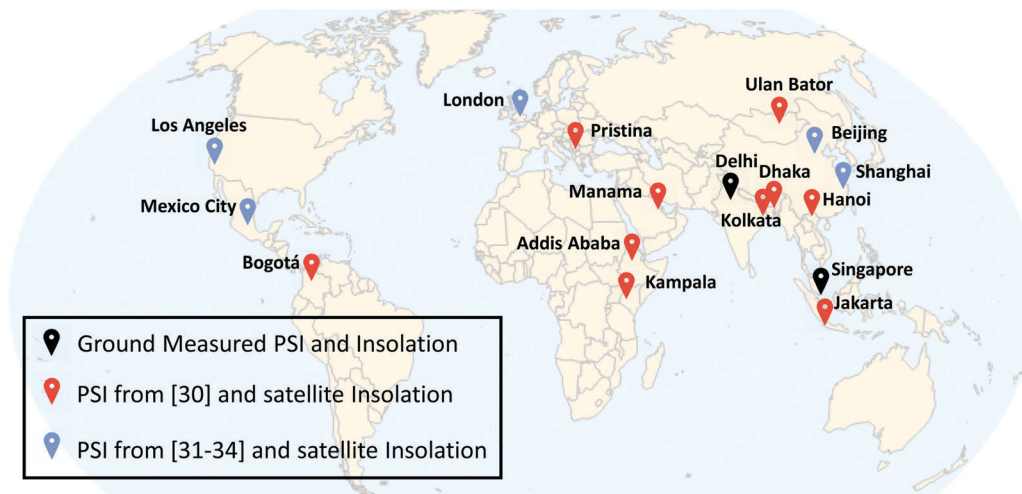 Ulan Bator
London
Los Angeles
Pristina
Beijing
Delhi
Dhaka
Shanghai
Manama
Mexico City
Hanoi
Kolkata
Addis Ababa
Bogotá
Singapore
Kampala
Jakarta
Ground Measured PSI and Insolation
PSI from [30] and satellite Insolation
PSI from [31-34] and satellite Insolation